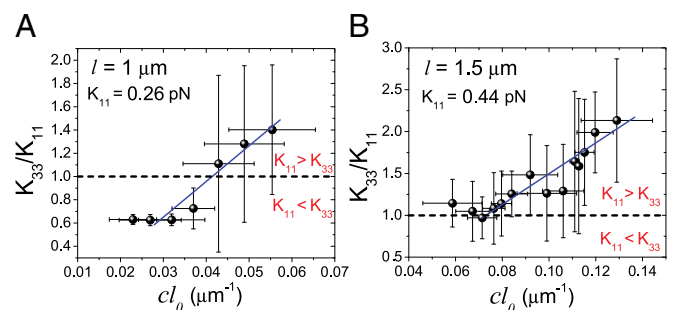 A
B
l = 1 μm
K11 = 0.26 pN
K33/K11
2.0
1.8
1.6
1.4
1.2
1.0
0.8
0.6
0.4
K11 > K33
K11 < K33
0.02 0.03 0.04 0.05 0.06 0.07
cl0 (μm-1)
l = 1.5 μm
K11 = 0.44 pN
K33/K11
3.0
2.5
2.0
1.5
1.0
0.5
K11 > K33
K11 < K33
0.04 0.06 0.08 0.10 0.12 0.14
cl0 (μm-1)